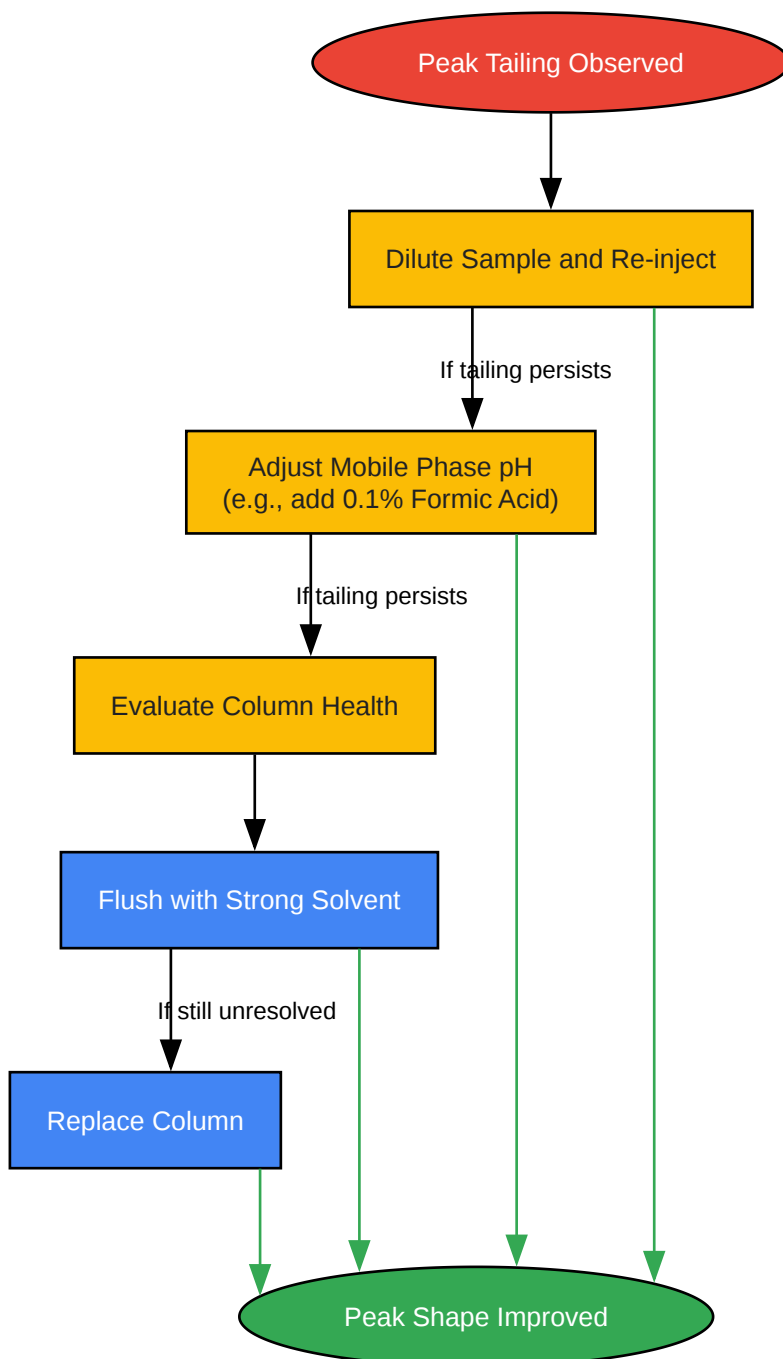 Peak Tailing Observed
Dilute Sample and Re-inject
If tailing persists
Adjust Mobile Phase pH
(e.g., add 0.1% Formic Acid)
If tailing persists
Evaluate Column Health
Flush with Strong Solvent
If still unresolved
Replace Column
Peak Shape Improved